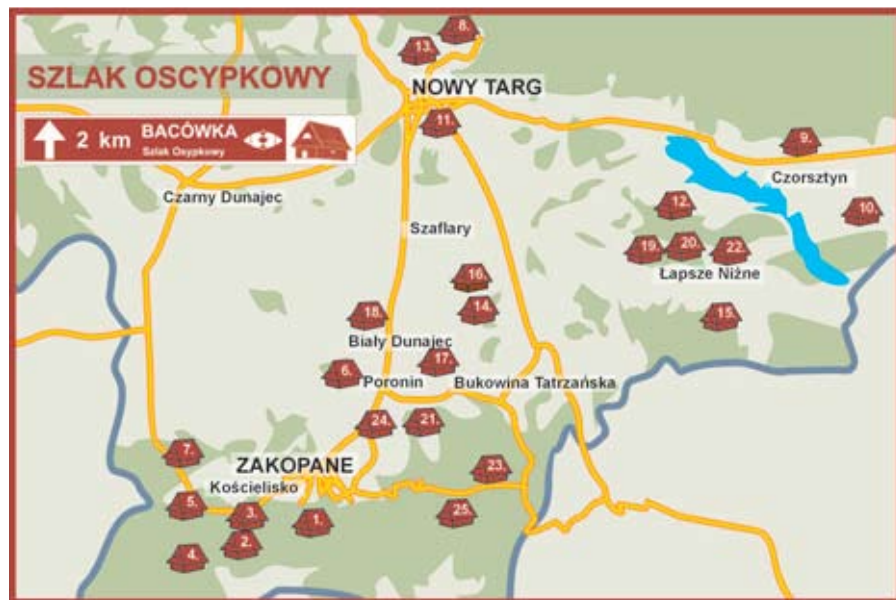 SZLAK OSCYPKOWY
2 km BACÓWKA
Szlak Osypkowy
8.
13.
NOWY TARG
11.
9.
Czorsztyn
Czarny Dunajec
12.
10.
Szaflary
19.
20.
22.
Łapsze Niżne
16.
14.
18.
15.
Biały Dunajec
17.
6.
Poronin
Bukowina Tatrzańska
24.
21.
7.
ZAKOPANE
23.
Kościelisko
5.
3.
1.
25.
2.
4.